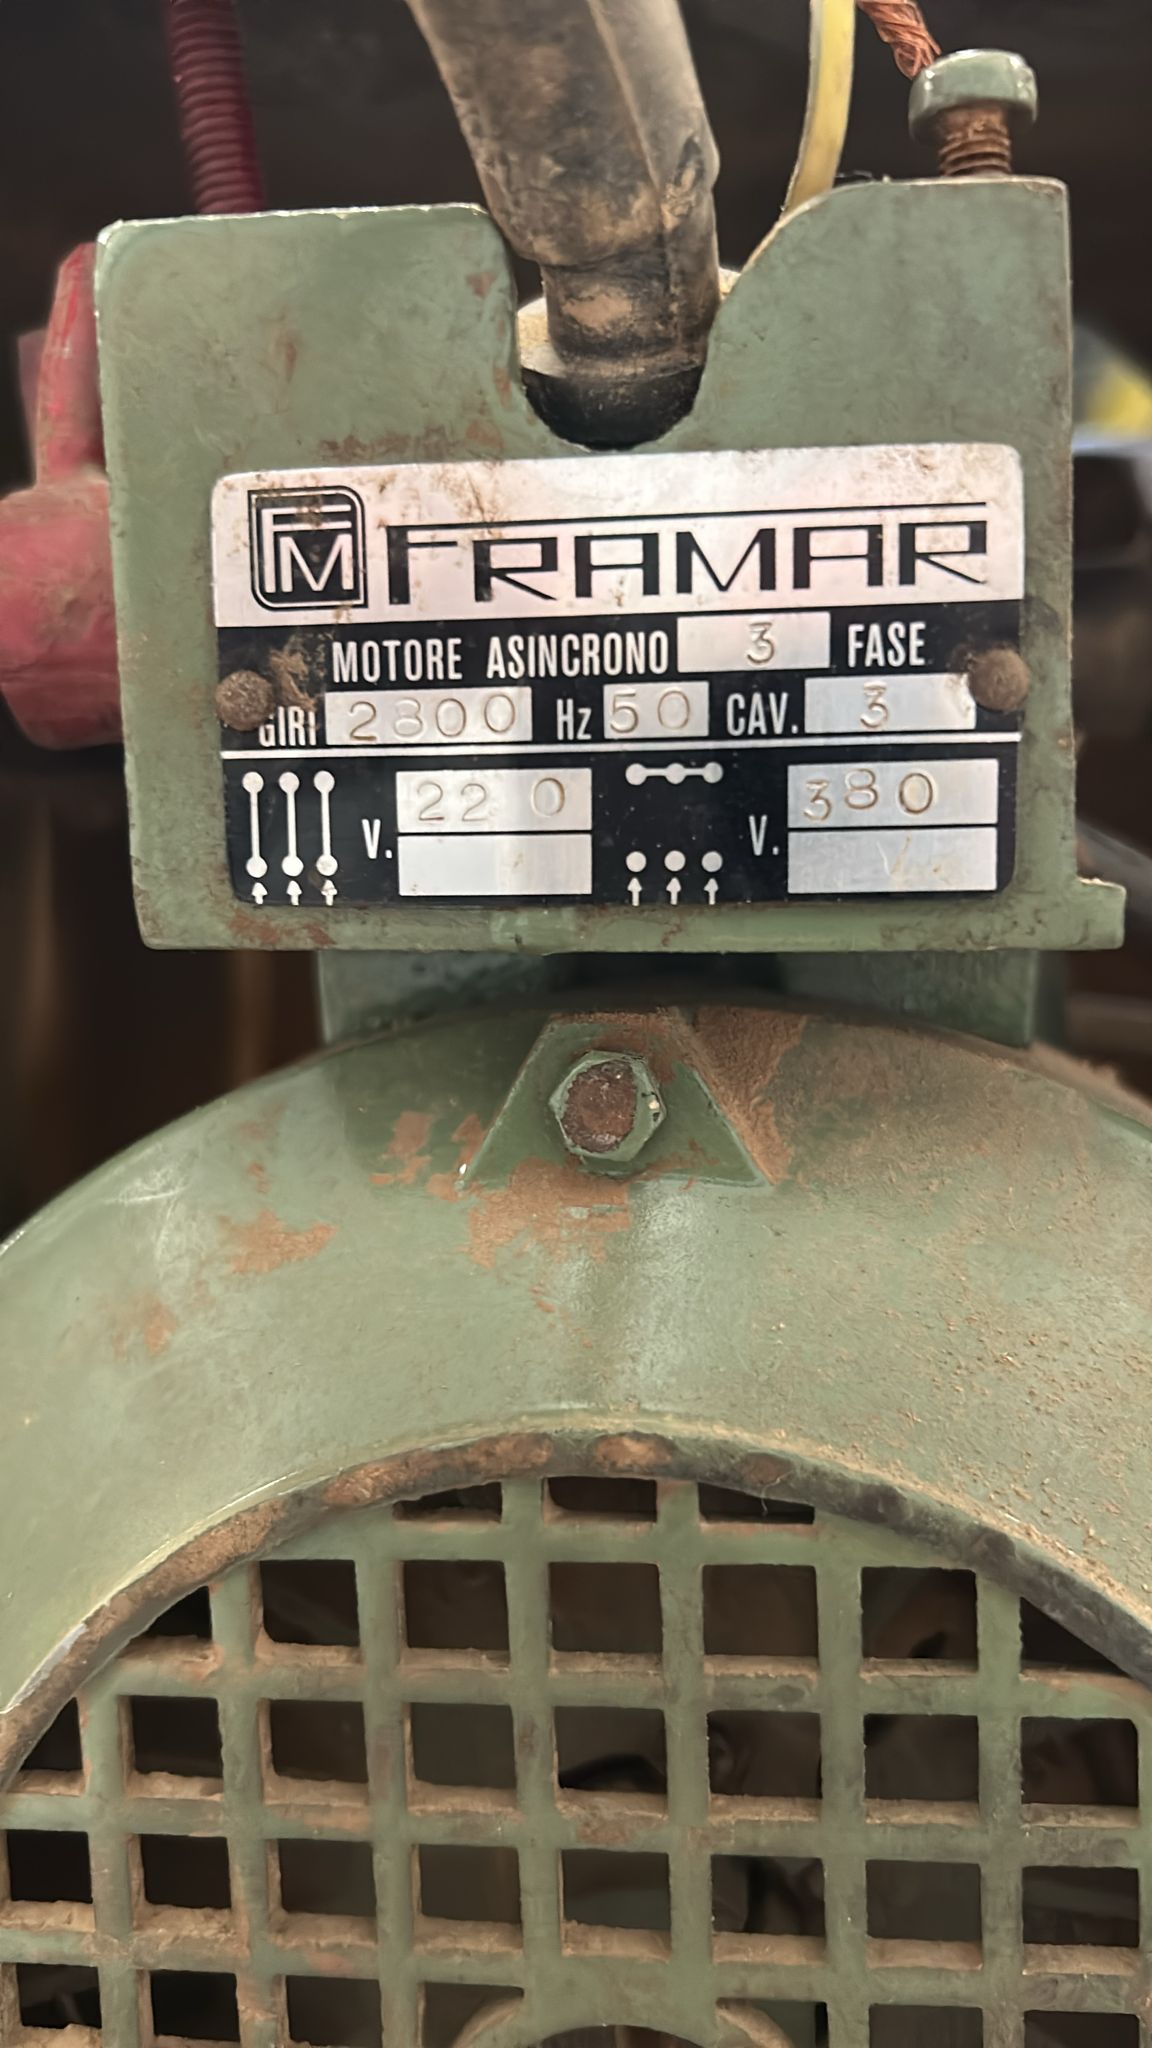 FM FRAMAR
MOTORE ASINCRONO 3 FASE
GIRI 2800 Hz 50 CAV. 3
V. 220 V. 380